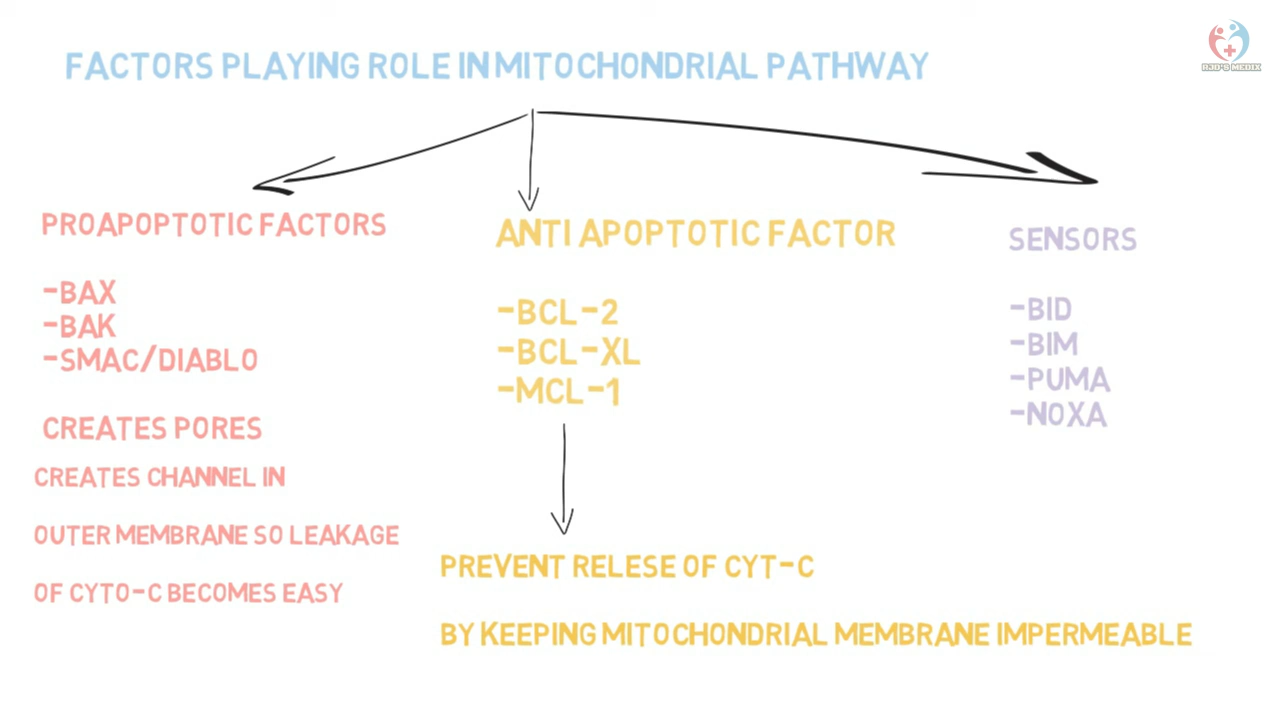 FACTORS PLAYING ROLE IN MITOCHONDRIAL PATHWAY
PROAPOPTOTIC FACTORS
-BAX
-BAK
-SMAC/DIABLO
CREATES PORES
CREATES CHANNEL IN
OUTER MEMBRANE SO LEAKAGE
OF CYTO-C BECOMES EASY
ANTI APOPTOTIC FACTOR
-BCL-2
-BCL-XL
-MCL-1
PREVENT RELESE OF CYT-C
BY KEEPING MITOCHONDRIAL MEMBRANE IMPERMEABLE
SENSORS
-BID
-BIM
-PUMA
-NOXA